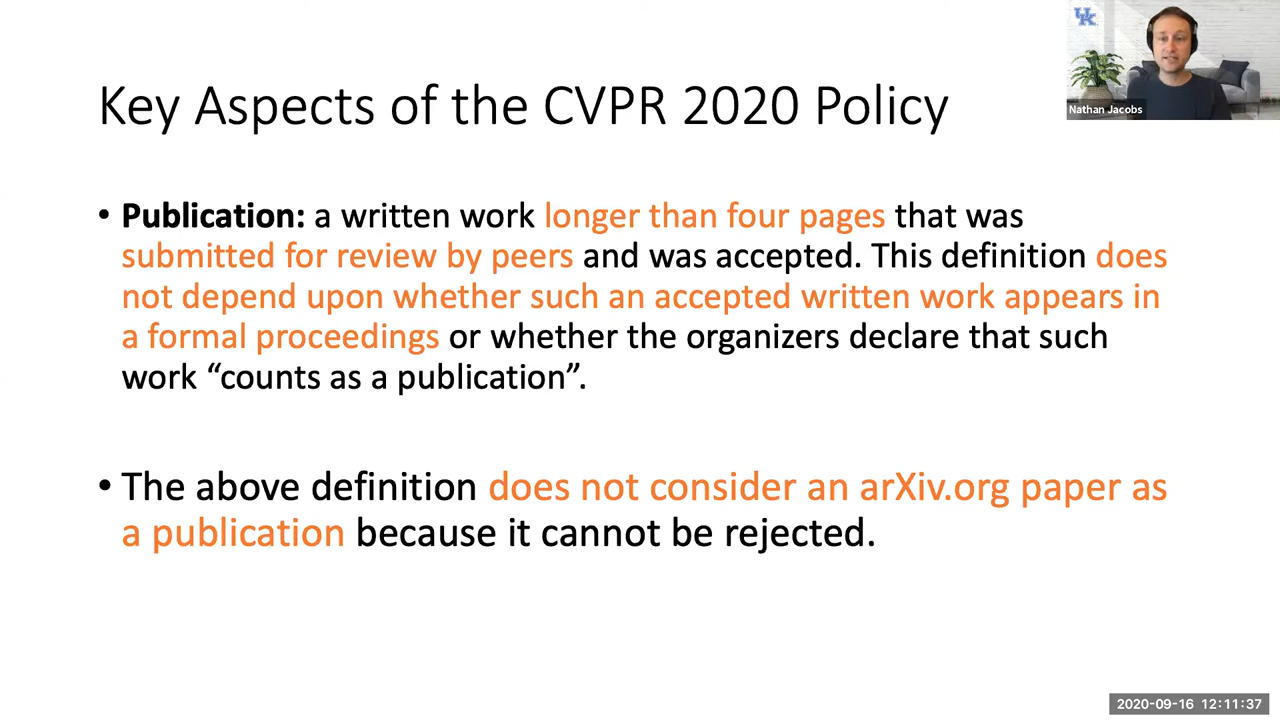 UK
Nathan Jacobs
Key Aspects of the CVPR 2020 Policy
• Publication: a written work longer than four pages that was
submitted for review by peers and was accepted. This definition does
not depend upon whether such an accepted written work appears in
a formal proceedings or whether the organizers declare that such
work “counts as a publication”.
• The above definition does not consider an arXiv.org paper as
a publication because it cannot be rejected.
2020-09-16 12:11:37